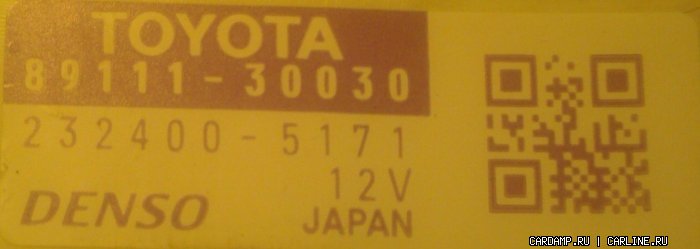 TOYOTA
89111-30030
232400-5171
12V
DENSO JAPAN
CARDAMP.RU | CARLINE.RU